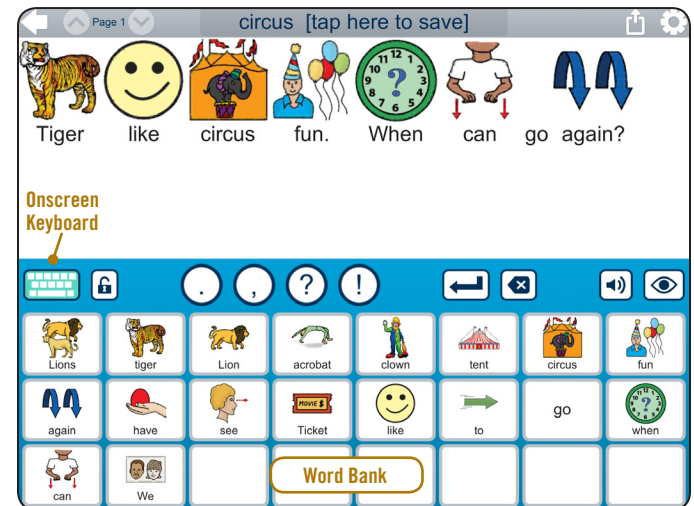 Page 1 circus [tap here to save]
Tiger like circus fun. When can go again?
Onscreen
Keyboard
. , ? !
Lions tiger Lion acrobat clown tent circus fun
MOVIE $
again have see Ticket like to go when
can We
Word Bank